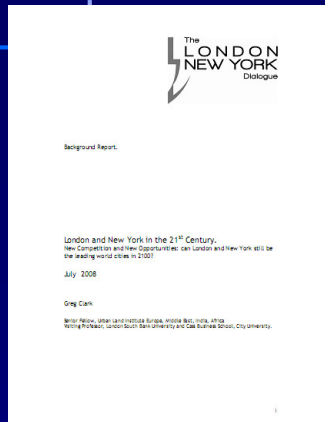 The
LONDON
NEW YORK
Dialogue
Background Report.
London and New York in the 21st Century.
New Competition and New Opportunities: can London and New York still be
the leading world cities in 2100?
July 2008
Greg Clark
Senior Fellow, Urban Land Institute Europe, Middle East, India, Africa
Visiting Professor, London South Bank University and Cass Business School, City University.
1